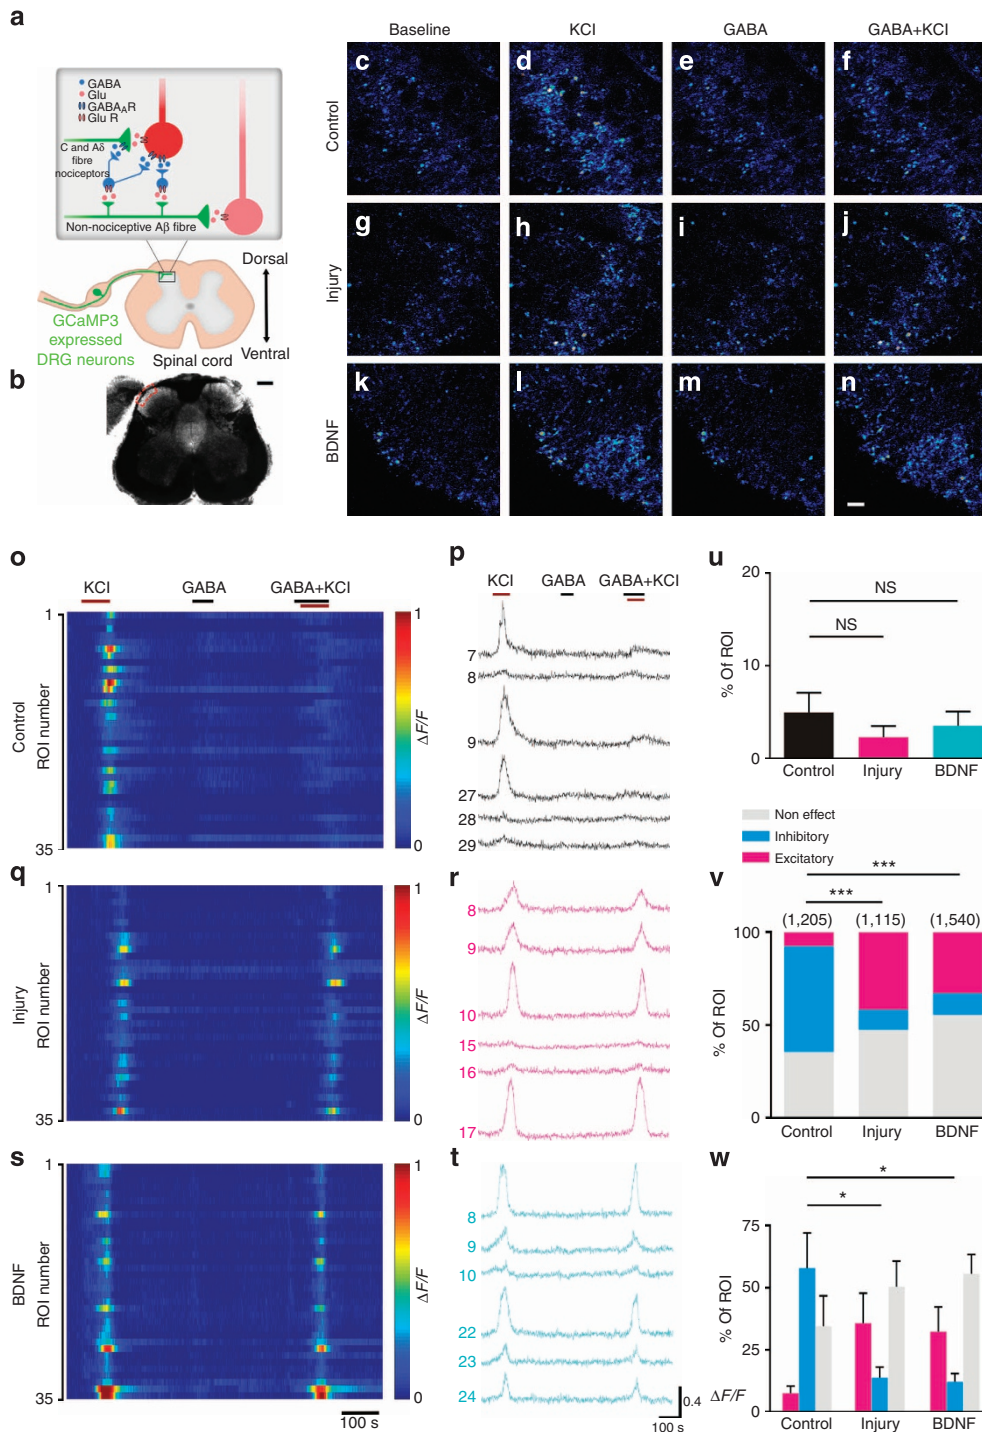 a
GABA
Glu
GABAAR
Glu R
C and Aδ
fibre
nociceptors
Non-nociceptive Aβ fibre
Dorsal
Ventral
GCaMP3
expressed
DRG neurons
Spinal cord
b
Baseline
KCl
GABA
GABA+KCl
Control
c
d
e
f
Injury
g
h
i
j
BDNF
k
l
m
n
o
KCl
GABA
GABA+KCl
1
35
Control
ROI number
1
0
ΔF/F
p
KCl
GABA
GABA+KCl
7
8
9
27
28
29
q
1
35
Injury
ROI number
1
0
ΔF/F
r
8
9
10
15
16
17
s
1
35
BDNF
ROI number
1
0
ΔF/F
100 s
t
8
9
10
22
23
24
0.4
ΔF/F
100 s
u
20
10
0
% Of ROI
NS
NS
Control
Injury
BDNF
Non effect
Inhibitory
Excitatory
v
***
***
(1,205)
(1,115)
(1,540)
100
50
0
% Of ROI
Control
Injury
BDNF
w
*
*
75
50
25
0
% Of ROI
Control
Injury
BDNF